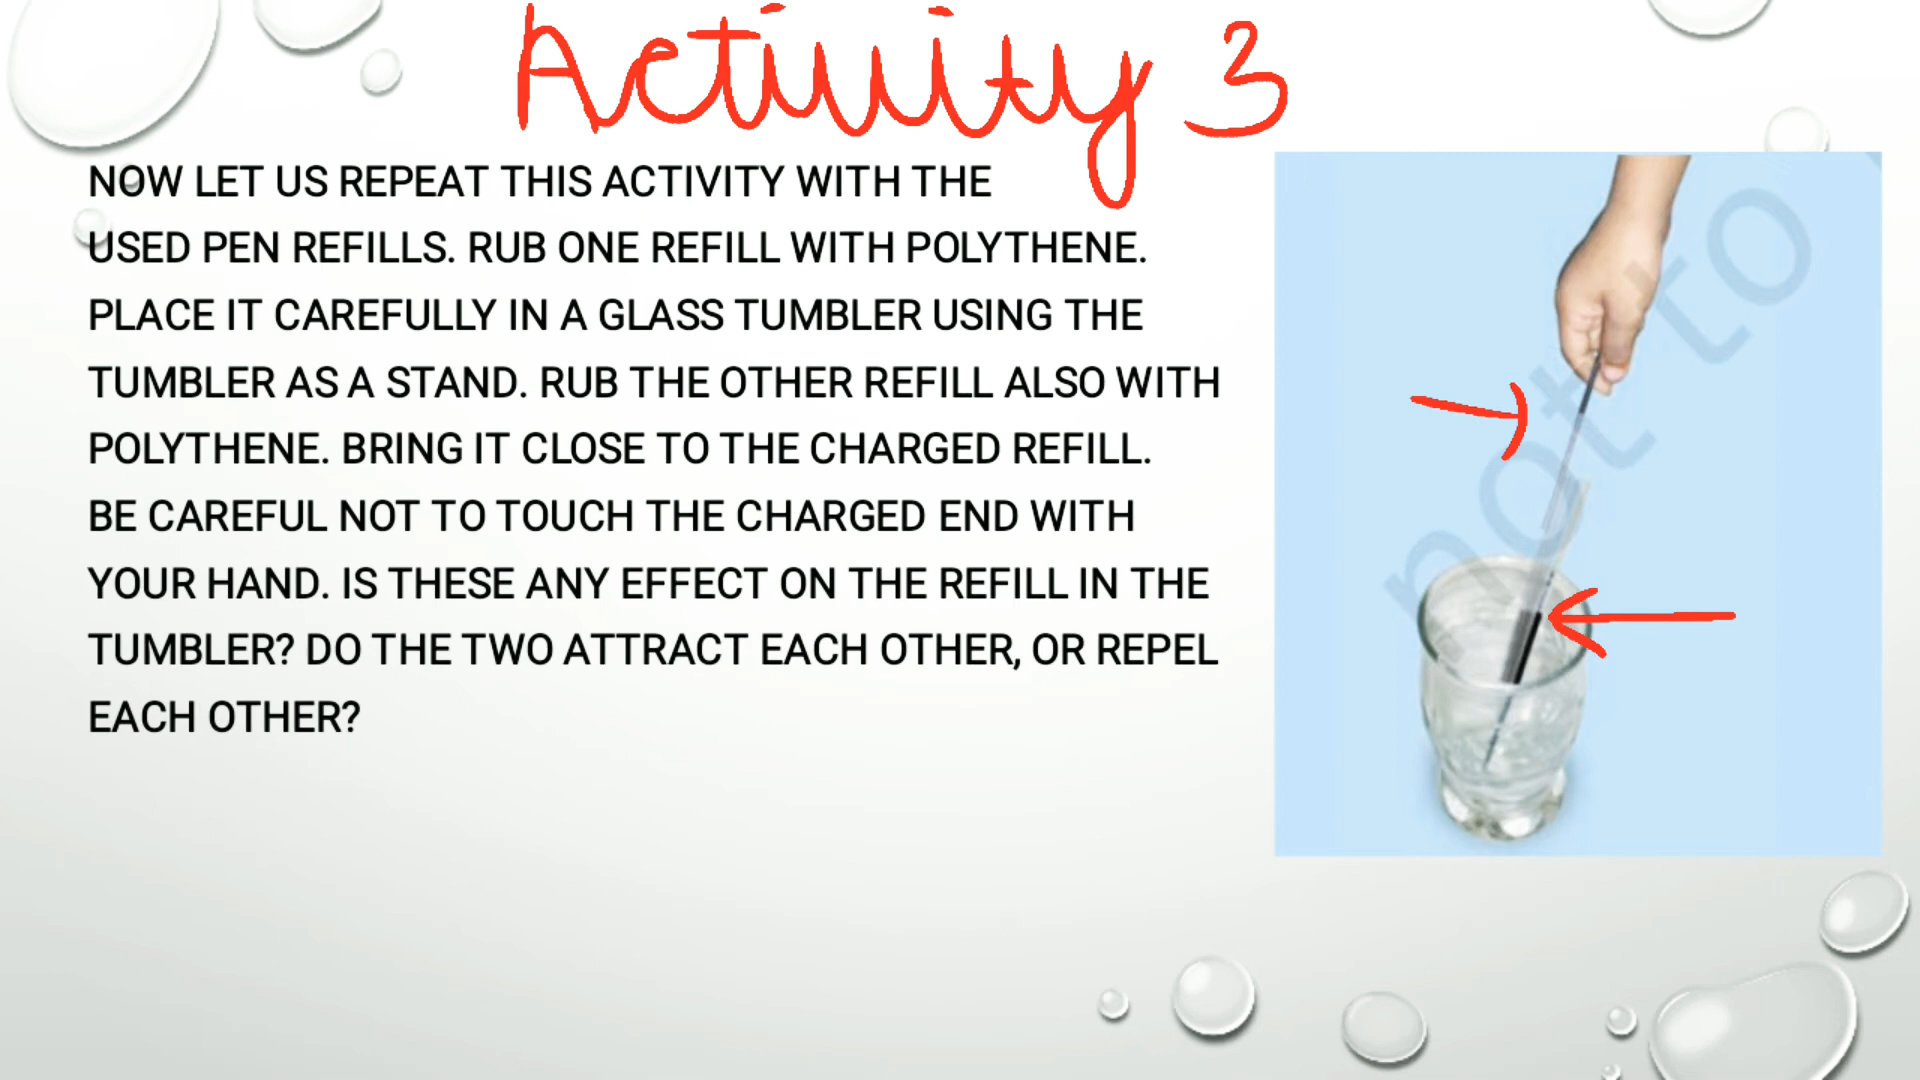 Activity 3
NOW LET US REPEAT THIS ACTIVITY WITH THE
USED PEN REFILLS. RUB ONE REFILL WITH POLYTHENE.
PLACE IT CAREFULLY IN A GLASS TUMBLER USING THE
TUMBLER AS A STAND. RUB THE OTHER REFILL ALSO WITH
POLYTHENE. BRING IT CLOSE TO THE CHARGED REFILL.
BE CAREFUL NOT TO TOUCH THE CHARGED END WITH
YOUR HAND. IS THESE ANY EFFECT ON THE REFILL IN THE
TUMBLER? DO THE TWO ATTRACT EACH OTHER, OR REPEL
EACH OTHER?
not to